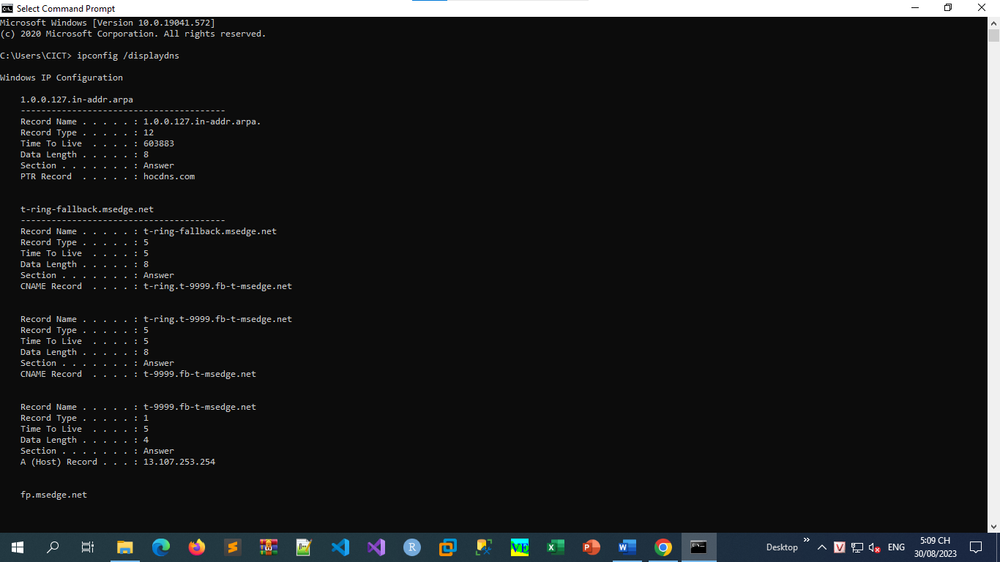 Select Command Prompt
Microsoft Windows [Version 10.0.19041.572]
(c) 2020 Microsoft Corporation. All rights reserved.
C:\Users\CICT> ipconfig /displaydns
Windows IP Configuration
1.0.0.127.in-addr.arpa
----------------------------------------
Record Name . . . . . : 1.0.0.127.in-addr.arpa.
Record Type . . . . . : 12
Time To Live  . . . . : 603883
Data Length . . . . . : 8
Section . . . . . . . : Answer
PTR Record  . . . . . : hocdns.com
t-ring-fallback.msedge.net
----------------------------------------
Record Name . . . . . : t-ring-fallback.msedge.net
Record Type . . . . . : 5
Time To Live  . . . . : 5
Data Length . . . . . : 8
Section . . . . . . . : Answer
CNAME Record  . . . . : t-ring.t-9999.fb-t-msedge.net
Record Name . . . . . : t-ring.t-9999.fb-t-msedge.net
Record Type . . . . . : 5
Time To Live  . . . . : 5
Data Length . . . . . : 8
Section . . . . . . . : Answer
CNAME Record  . . . . : t-9999.fb-t-msedge.net
Record Name . . . . . : t-9999.fb-t-msedge.net
Record Type . . . . . : 1
Time To Live  . . . . : 5
Data Length . . . . . : 4
Section . . . . . . . : Answer
A (Host) Record . . . : 13.107.253.254
fp.msedge.net
Desktop
ENG
5:09 CH
30/08/2023